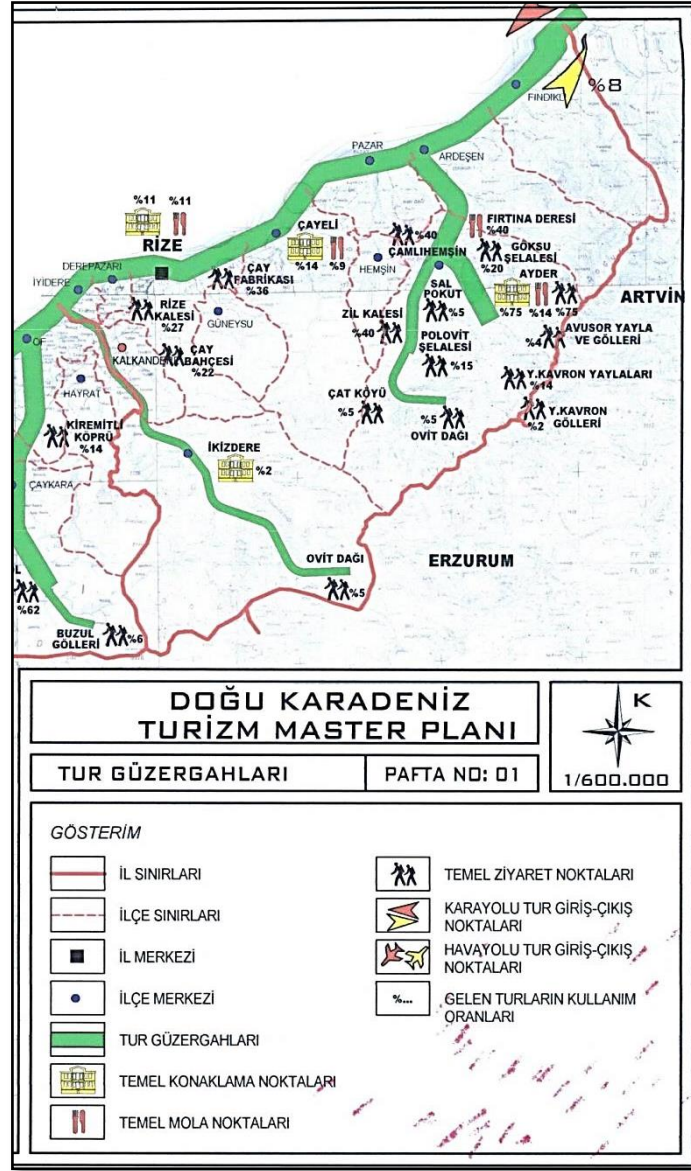 %8
FINDIKLI
PAZAR
ARDEŞEN
%11
%11
RİZE
ÇAYELİ
%14
%9
%40
ÇAMLIHEMŞİN
HEMŞİN
FIRTINA DERESİ
%40
GÖKSU
ŞELALESİ
%20
DEREPAZARI
İYİDERE
ÇAY
FABRİKASI
%36
SAL
POKUT
%5
AYDER
%75
%14
%75
ARTVİN
RİZE
KALESİ
%27
GÜNEYSU
ZİL KALESİ
%40
POLOVİT
ŞELALESİ
%15
%4
AVUSOR YAYLA
VE GÖLLERİ
OF
KALKANDERE
ÇAY
BAHÇESİ
%22
Y.KAVRON YAYLALARI
%14
HAYRAT
ÇAT KÖYÜ
%5
%5
OVİT DAĞI
Y.KAVRON
GÖLLERİ
%2
KİREMİTLİ
KÖPRÜ
%14
İKİZDERE
%2
ÇAYKARA
ERZURUM
OVİT DAĞI
%5
L
%62
BUZUL
GÖLLERİ
%6
DOĞU KARADENİZ
TURİZM MASTER PLANI
K
TUR GÜZERGAHLARI
PAFTA NO: 01
1/600.000
GÖSTERİM
İL SINIRLARI
İLÇE SINIRLARI
İL MERKEZİ
İLÇE MERKEZİ
TUR GÜZERGAHLARI
TEMEL KONAKLAMA NOKTALARI
TEMEL MOLA NOKTALARI
TEMEL ZİYARET NOKTALARI
KARAYOLU TUR GİRİŞ-ÇIKIŞ
NOKTALARI
HAVAYOLU TUR GİRİŞ-ÇIKIŞ
NOKTALARI
%...
GELEN TURLARIN KULLANIM
ORANLARI